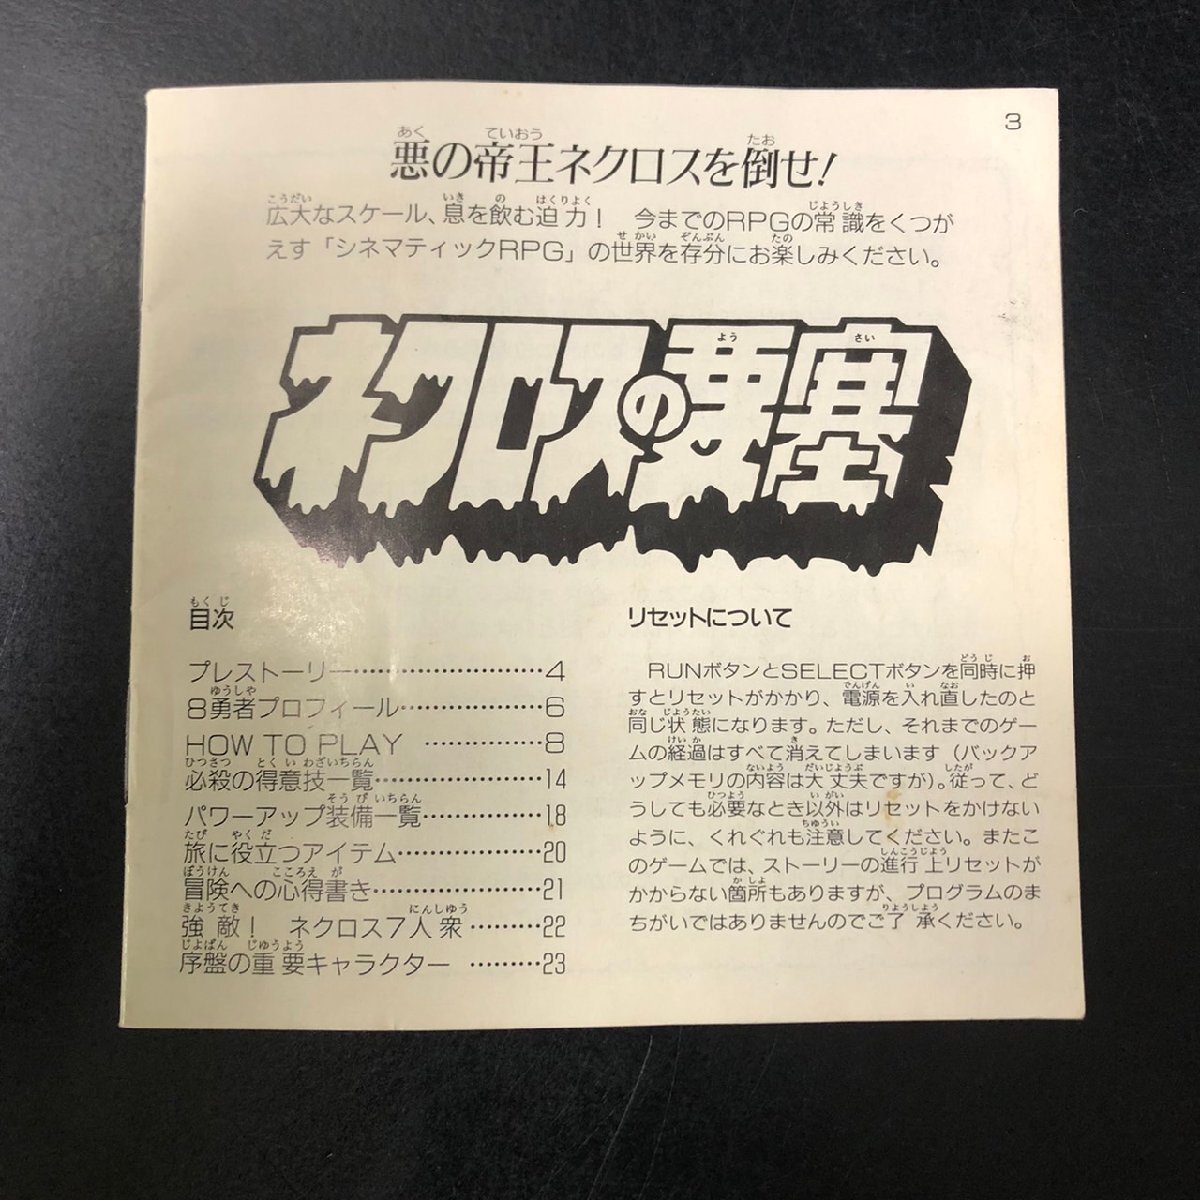 3
悪の帝王ネクロスを倒せ!
広大なスケール、息を飲む迫力! 今までのRPGの常識をくつが
えす「シネマティックRPG」の世界を存分にお楽しみください。
ネクロスの要塞
目次
プレストーリー……………………4
8勇者プロフィール………………6
HOW TO PLAY ……………8
必殺の得意技一覧…………………14
パワーアップ装備一覧……………18
旅に役立つアイテム………………20
冒険への心得書き…………………21
強敵! ネクロス7人衆………22
序盤の重要キャラクター ………23
リセットについて
RUNボタンとSELECTボタンを同時に押
すとリセットがかかり、電源を入れ直したのと
同じ状態になります。ただし、それまでのゲー
ムの経過はすべて消えてしまいます(バックア
ップメモリの内容は大丈夫ですが)。従って、ど
うしても必要なとき以外はリセットをかけない
ように、くれぐれも注意してください。またこ
のゲームでは、ストーリーの進行上リセットが
かからない箇所もありますが、プログラムのま
ちがいではありませんのでご了承ください。